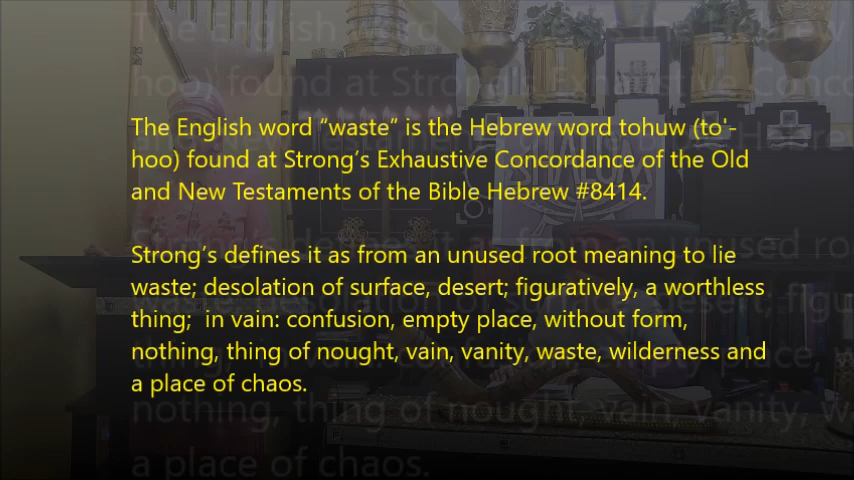 The English word “waste” is the Hebrew word tohuw (to'-
hoo) found at Strong’s Exhaustive Concordance of the Old
and New Testaments of the Bible Hebrew #8414.
Strong’s defines it as from an unused root meaning to lie
waste; desolation of surface, desert; figuratively, a worthless
thing;  in vain: confusion, empty place, without form,
nothing, thing of nought, vain, vanity, waste, wilderness and
a place of chaos.